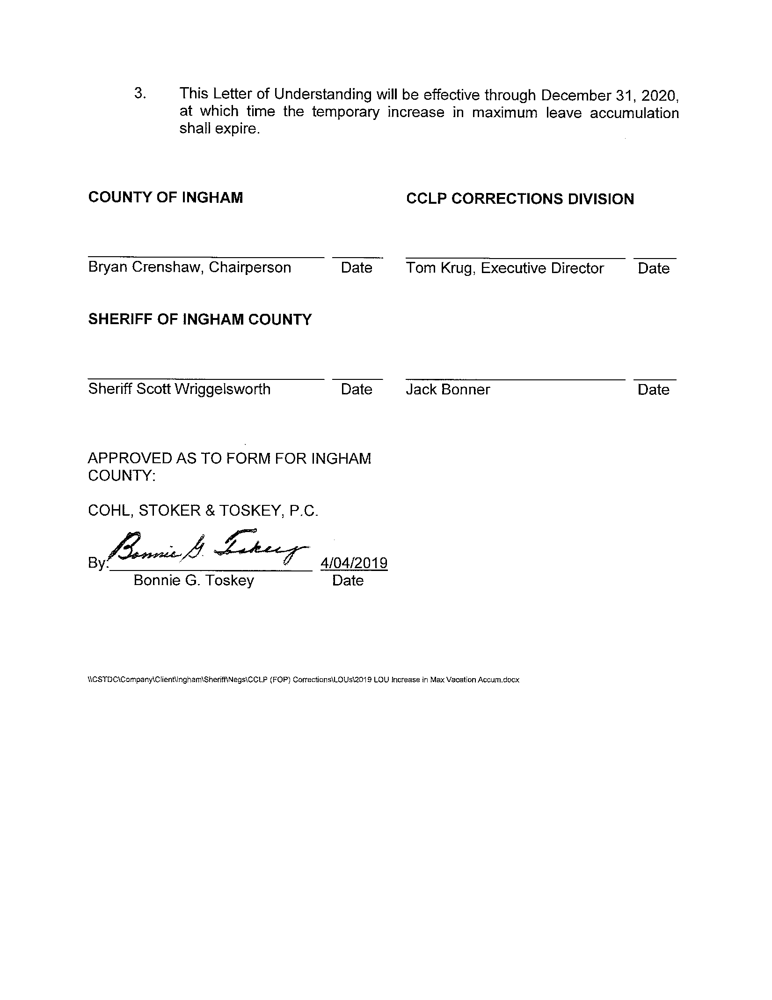 3. This Letter of Understanding will be effective through December 31, 2020,
at which time the temporary increase in maximum leave accumulation
shall expire.
COUNTY OF INGHAM CCLP CORRECTIONS DIVISION
Bryan Crenshaw, Chairperson Date Tom Krug, Executive Director Date
SHERIFF OF INGHAM COUNTY
Sheriff Scott Wriggelsworth Date Jack Bonner Date
APPROVED AS TO FORM FOR INGHAM
COUNTY:
COHL, STOKER & TOSKEY, P.C.
By: Bonnie G. Toskey 4/04/2019
Bonnie G. Toskey Date
\\CSTDC\Company\Client\Ingham\Sheriff\Negs\CCLP (FOP) Corrections\LOUs\2019 LOU Increase in Max Vacation Accum.docx